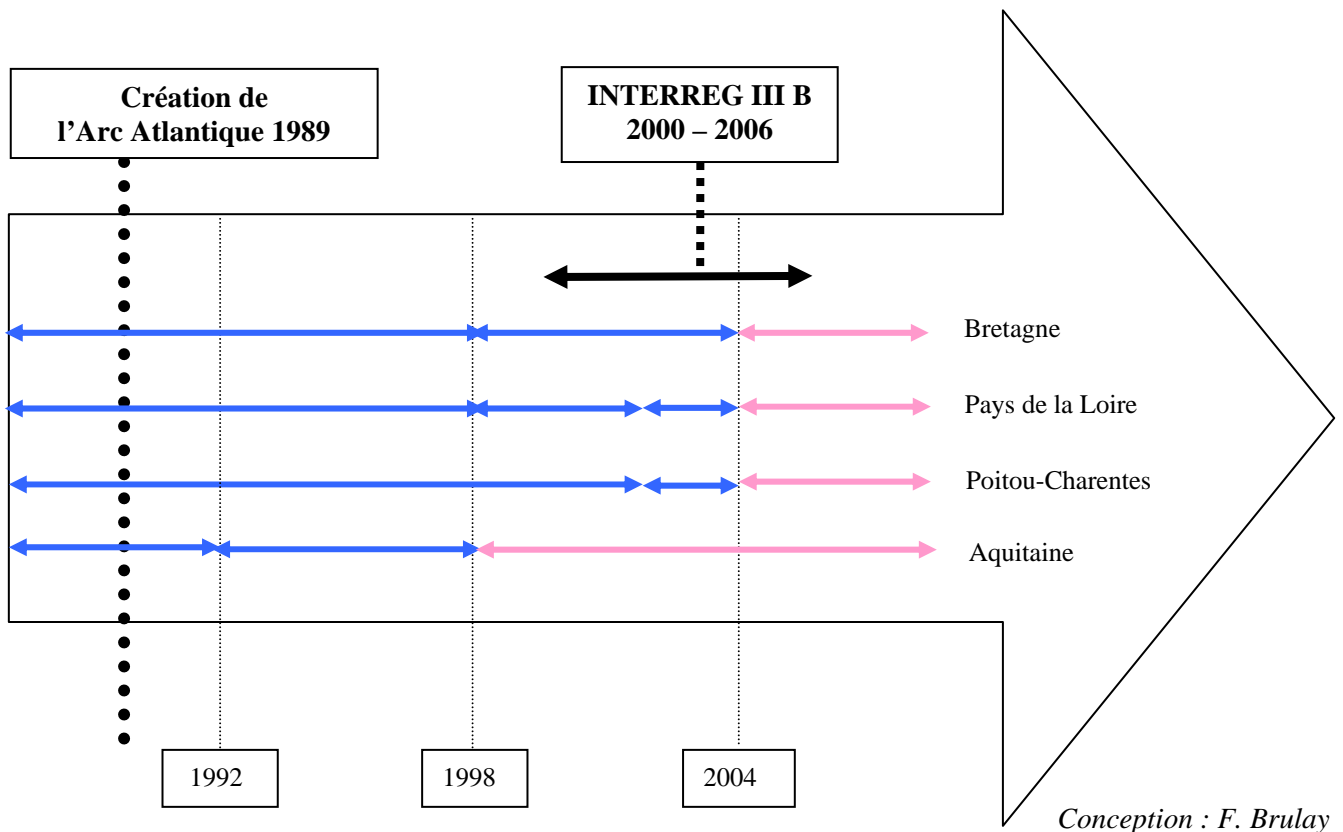 Création de
l’Arc Atlantique 1989
INTERREG III B
2000 – 2006
Bretagne
Pays de la Loire
Poitou-Charentes
Aquitaine
1992
1998
2004
Conception : F. Brulay